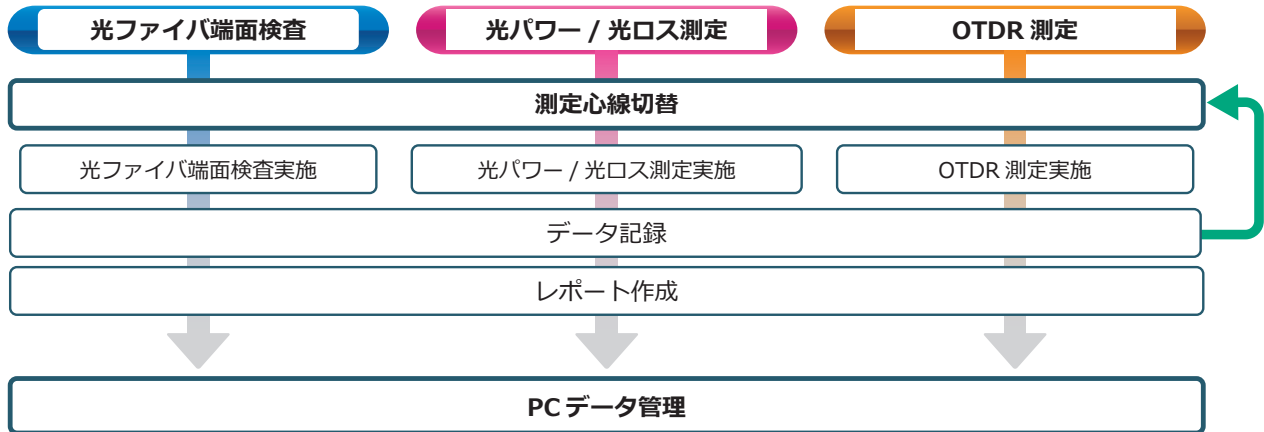 光ファイバ端面検査
光パワー / 光ロス測定
OTDR 測定
測定心線切替
光ファイバ端面検査実施
光パワー / 光ロス測定実施
OTDR 測定実施
データ記録
レポート作成
PC データ管理